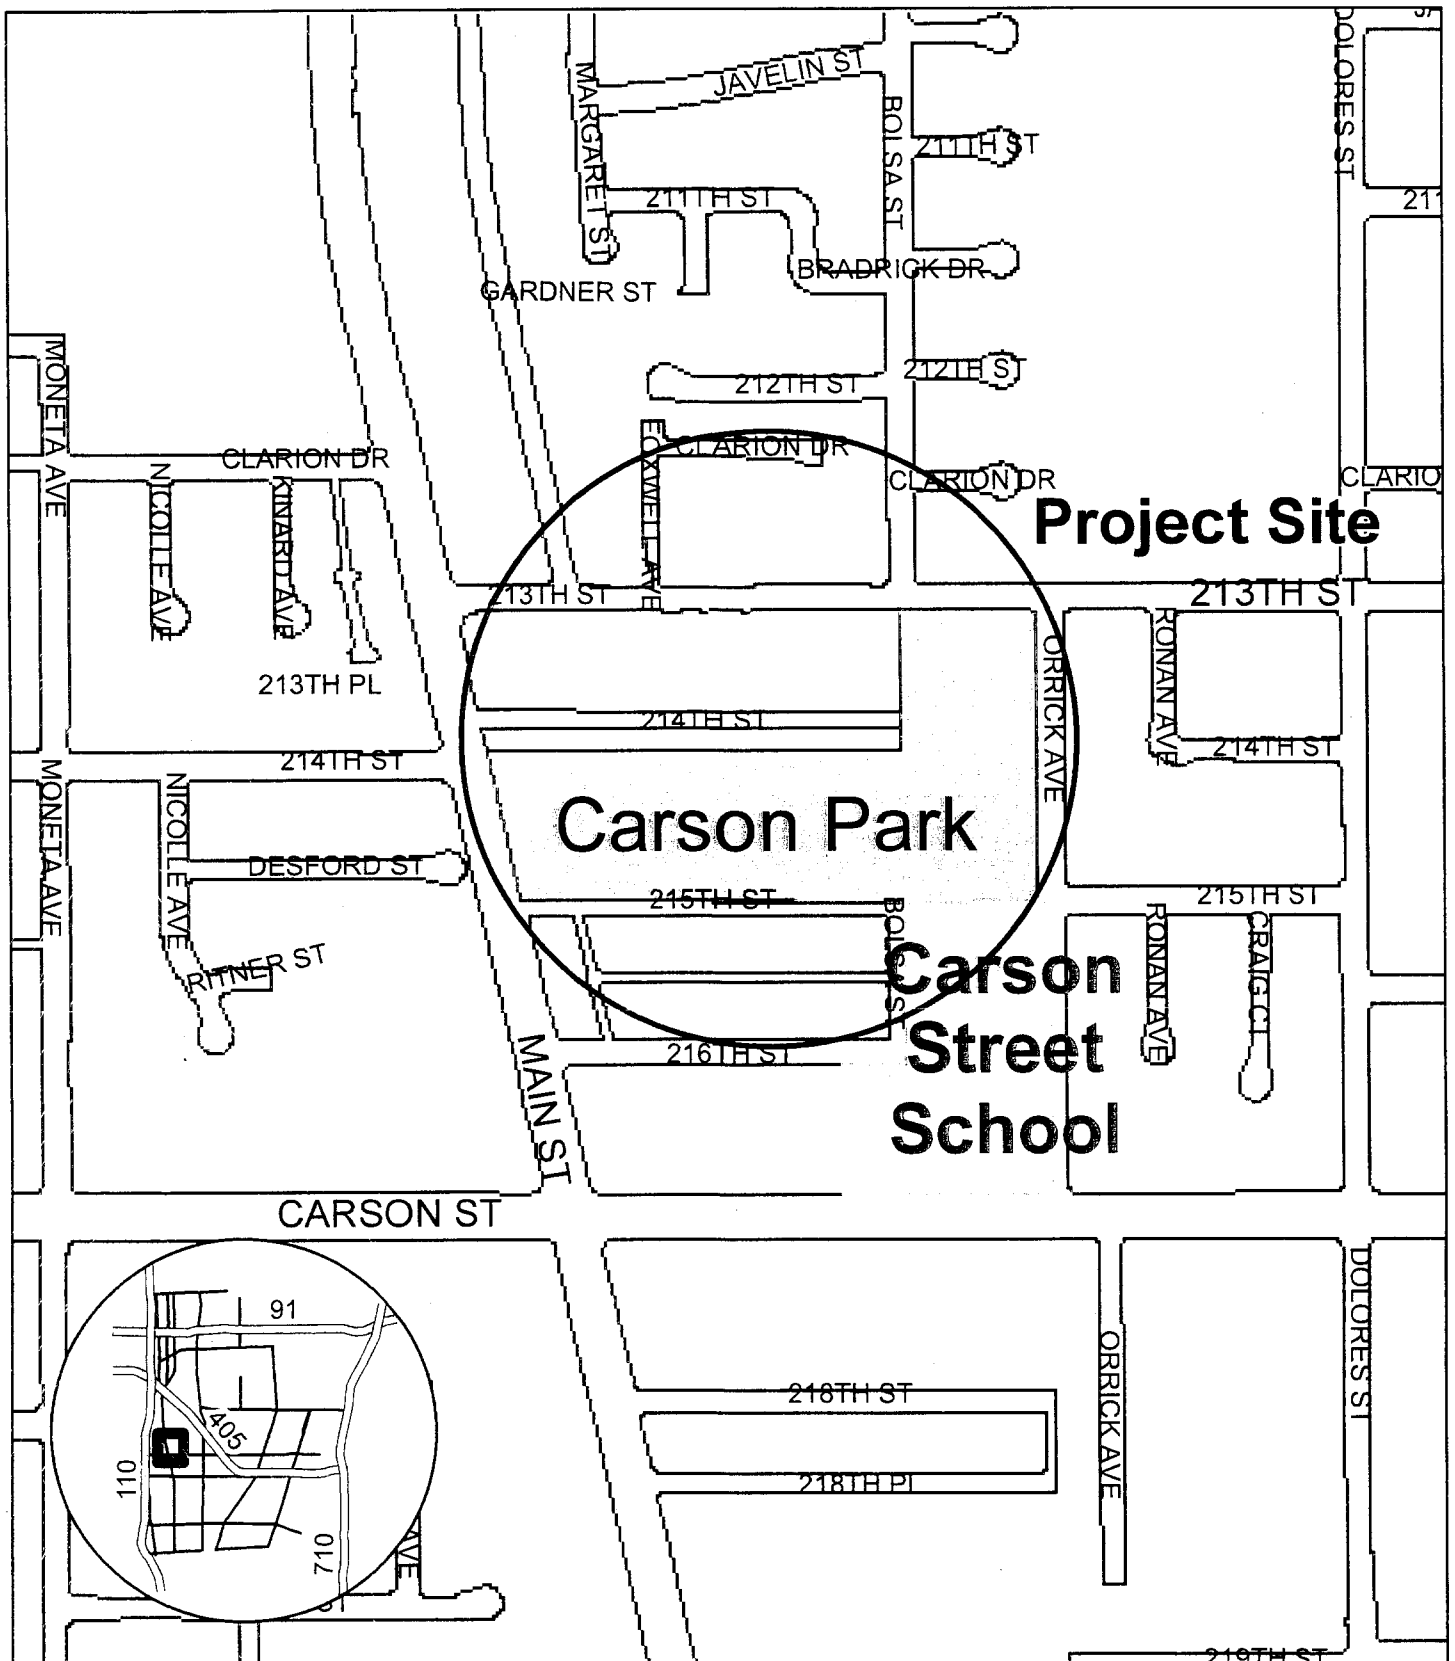 JAVELIN ST
MARGARET ST
BOLSA ST
DOLORES ST
211TH ST
211TH ST
211
BRADRICK DR
GARDNER ST
MONETA AVE
212TH ST
212TH ST
CLARION DR
CLARION DR
CLARION DR
CLARIO
NICOLLE AVE
KINARD AVE
Project Site
213TH ST
213TH ST
213TH PL
ORRICK AVE
RONAN AVE
214TH ST
214TH ST
214TH ST
MONETA AVE
NICOLLE AVE
Carson Park
DESFORD ST
215TH ST
215TH ST
RONAN AVE
CRAIG CT
RITNER ST
Carson
Street
School
MAIN ST
216TH ST
CARSON ST
DOLORES ST
91
405
110
710
AVE
ORRICK AVE
218TH ST
218TH PL
219TH ST